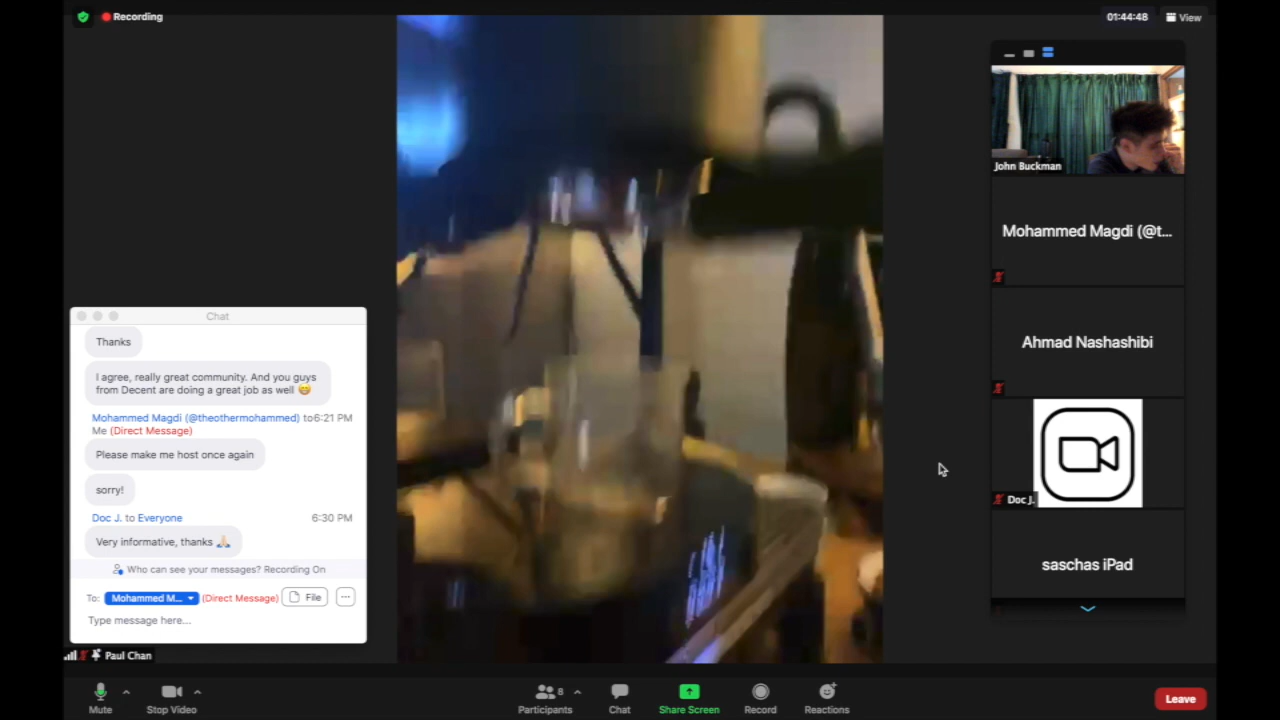 Recording
01:44:48
View
John Buckman
Mohammed Magdi (@t...
Ahmad Nashashibi
Doc J.
saschas iPad
Chat
Thanks
I agree, really great community. And you guys
from Decent are doing a great job as well 😄
Mohammed Magdi (@theothermohammed) to 6:21 PM
Me (Direct Message)
Please make me host once again
sorry!
Doc J. to Everyone 6:30 PM
Very informative, thanks 🙏🏻
Who can see your messages? Recording On
To: Mohammed M... (Direct Message) File
Type message here...
Paul Chan
Mute
Stop Video
Participants 8
Chat
Share Screen
Record
Reactions
Leave